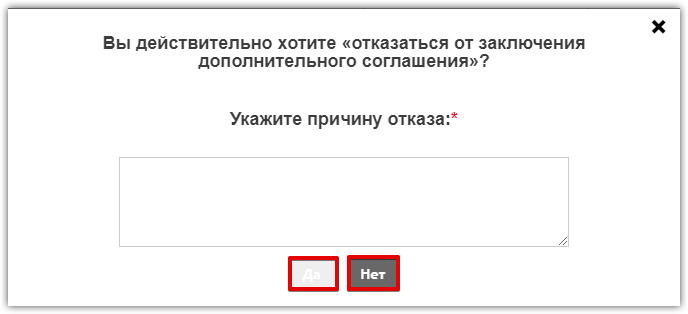 Вы действительно хотите «отказаться от заключения
дополнительного соглашения»?
Укажите причину отказа:*
Да Нет